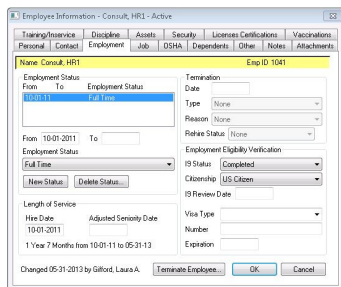 Employee Information - Consult, HR1 - Active
Training/Inservice Discipline Assets Security Licenses Certifications Vaccinations
Personal Contact Employment Job OSHA Dependents Other Notes Attachments
Name Consult, HR1 Emp ID 1041
Employment Status
From To Employment Status
10-01-11 Full Time
From 10-01-2011 To
Employment Status
Full Time
New Status Delete Status...
Length of Service
Hire Date Adjusted Seniority Date
10-01-2011
1 Year 7 Months from 10-01-11 to 05-31-13
Termination
Date
Type None
Reason None
Rehire Status None
Employment Eligibility Verification
I9 Status Completed
Citizenship US Citizen
I9 Review Date
Visa Type
Number
Expiration
Changed 05-31-2013 by Gifford, Laura A. Terminate Employee... OK Cancel